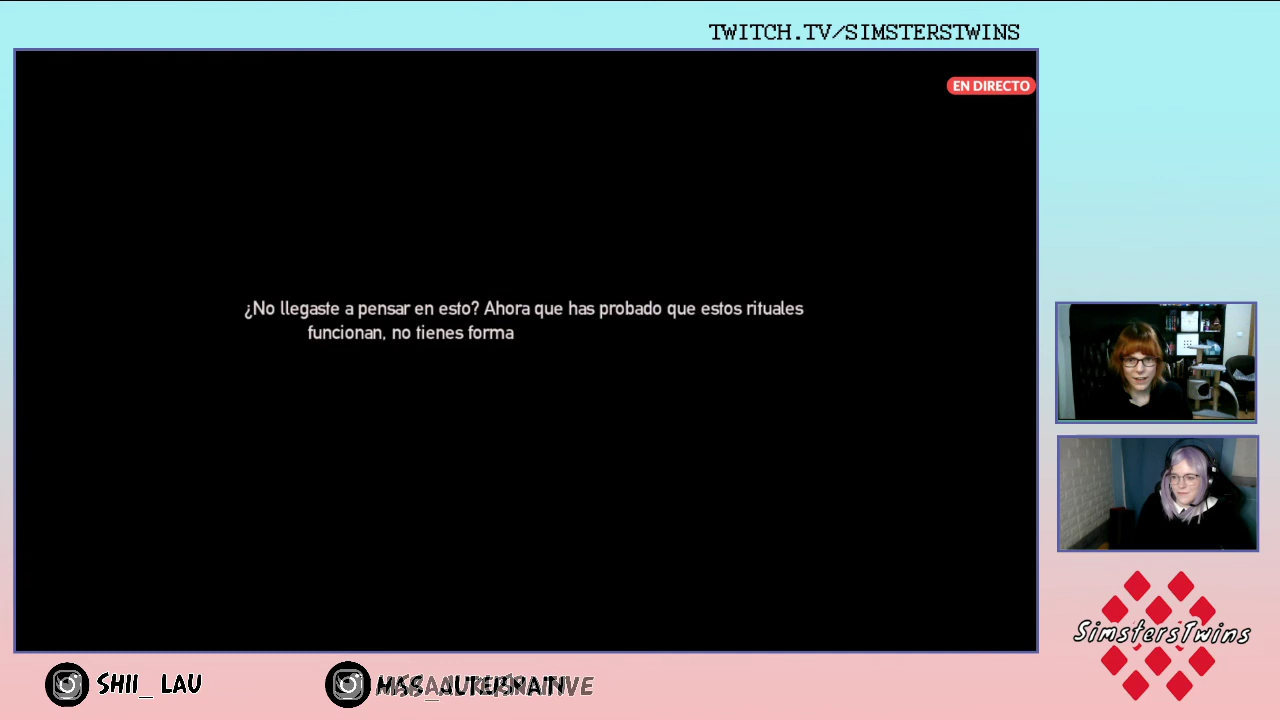 TWITCH.TV/SIMSTERSTWINS
EN DIRECTO
¿No llegaste a pensar en esto? Ahora que has probado que estos rituales
funcionan, no tienes forma
SimstersTwins
SHII_ LAU